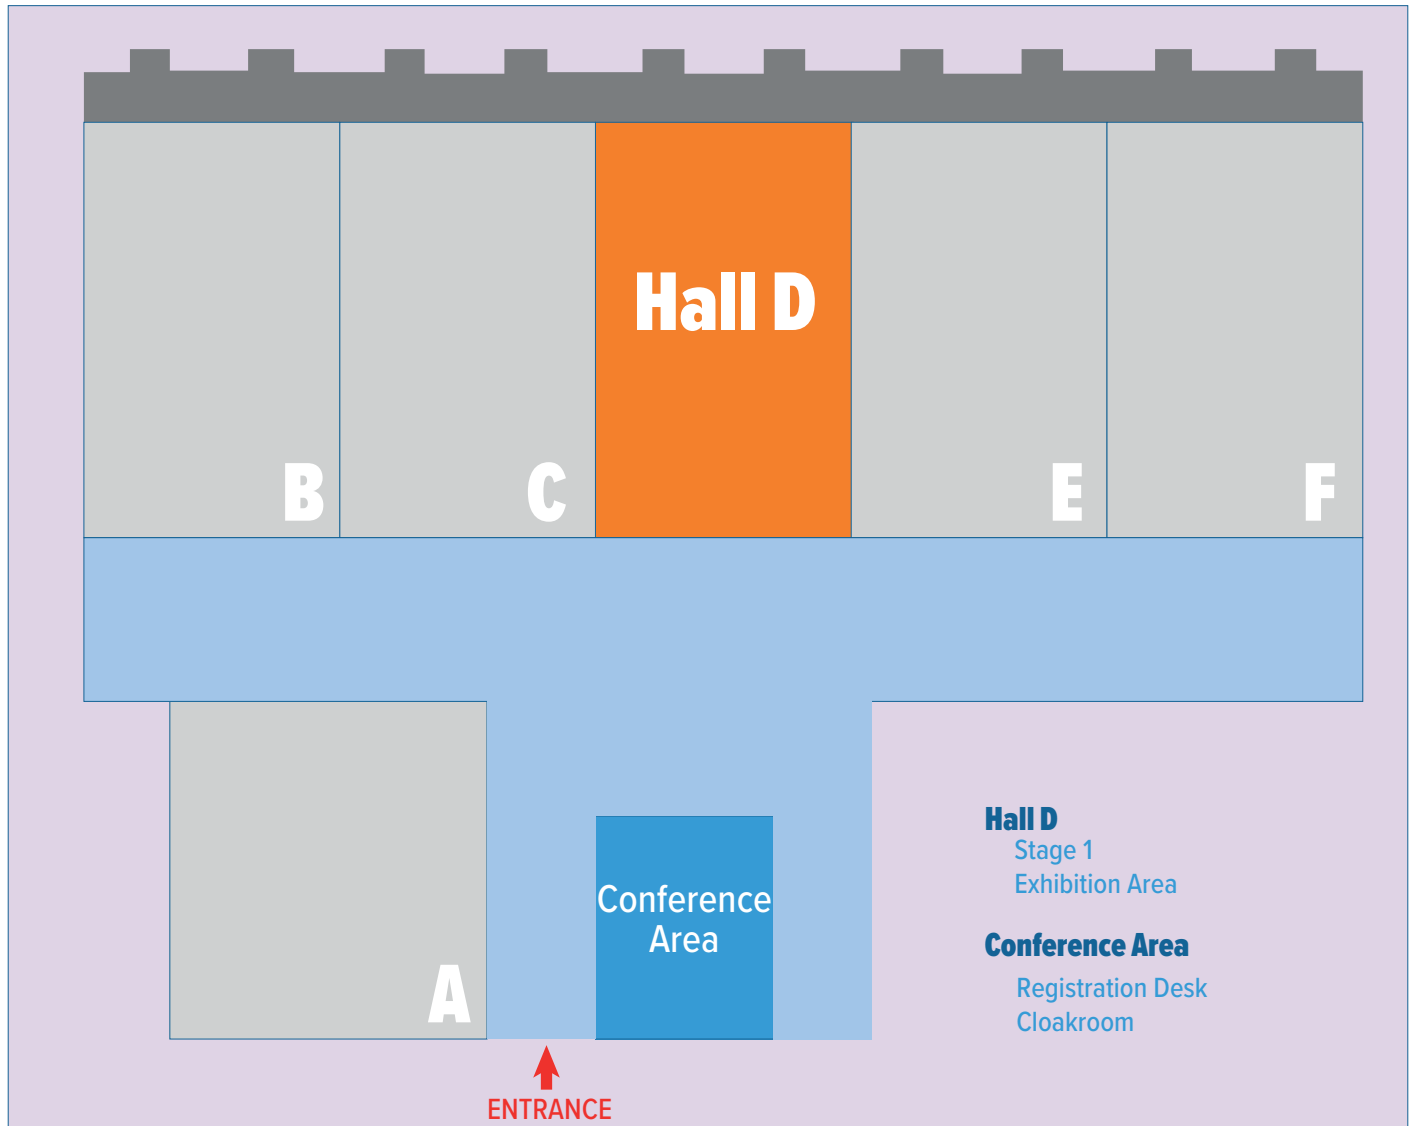 Hall D
B
C
E
F
Conference
Area
A
ENTRANCE
Hall D
Stage 1
Exhibition Area
Conference Area
Registration Desk
Cloakroom